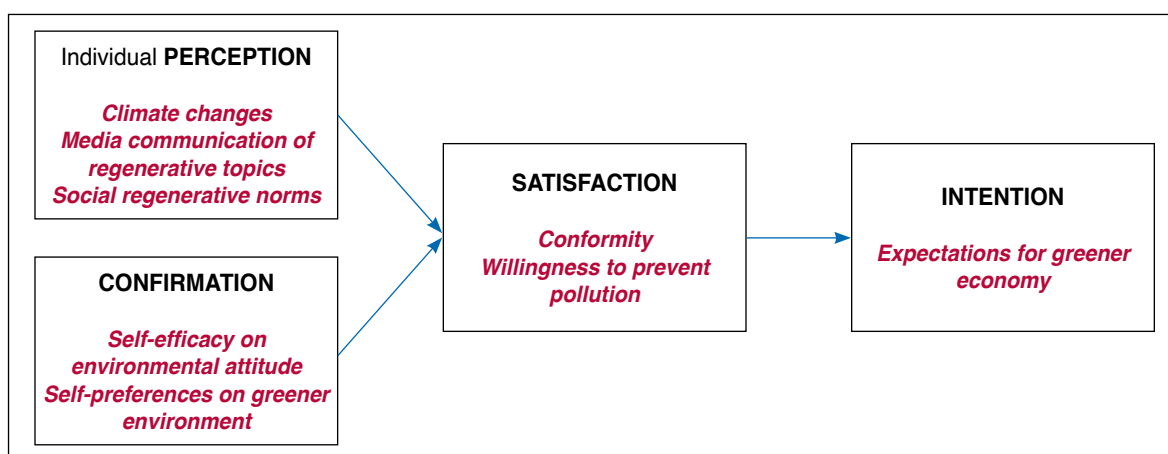 Individual PERCEPTION
Climate changes
Media communication of
regenerative topics
Social regenerative norms
CONFIRMATION
Self-efficacy on
environmental attitude
Self-preferences on greener
environment
SATISFACTION
Conformity
Willingness to prevent
pollution
INTENTION
Expectations for greener
economy